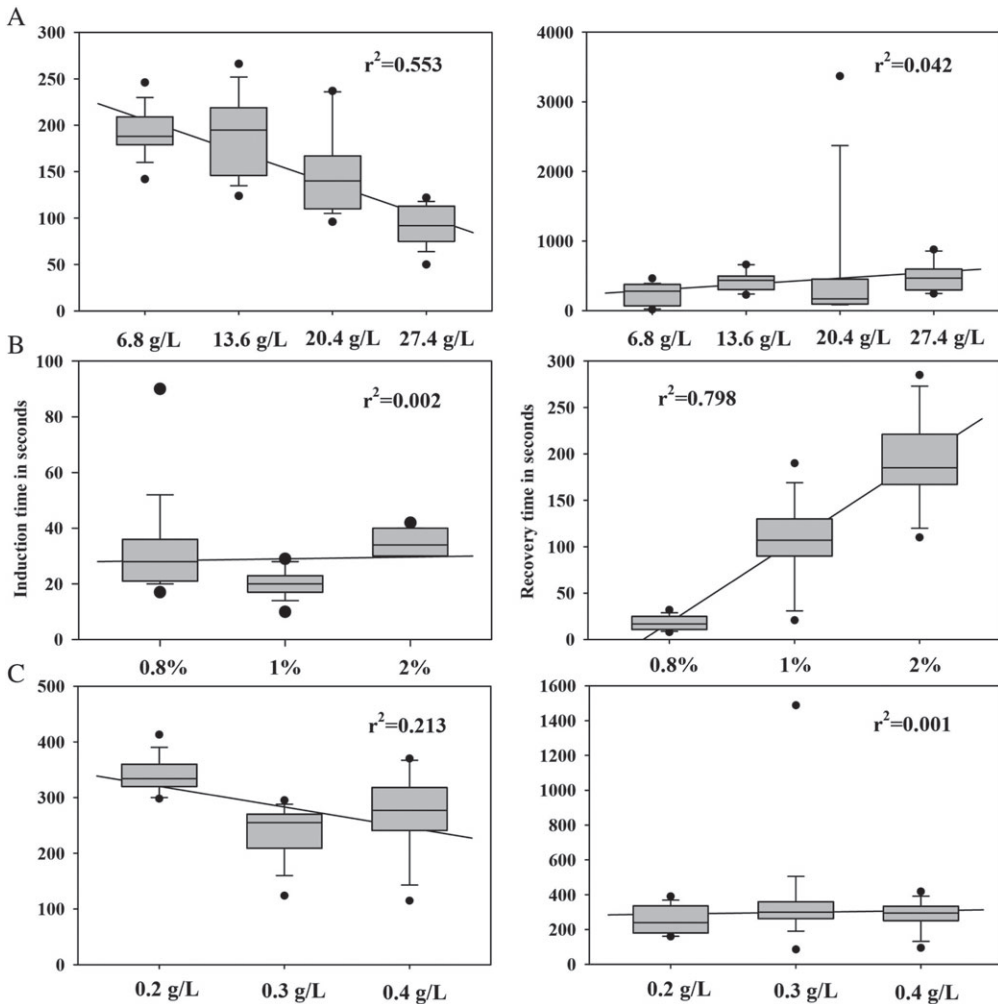 A
300
250
200
150
100
50
0
r²=0.553
6.8 g/L 13.6 g/L 20.4 g/L 27.4 g/L
4000
3000
2000
1000
0
r²=0.042
6.8 g/L 13.6 g/L 20.4 g/L 27.4 g/L
B
Induction time in seconds
100
80
60
40
20
0
r²=0.002
0.8% 1% 2%
Recovery time in seconds
300
250
200
150
100
50
0
r²=0.798
0.8% 1% 2%
C
500
400
300
200
100
0
r²=0.213
0.2 g/L 0.3 g/L 0.4 g/L
1600
1400
1200
1000
800
600
400
200
0
r²=0.001
0.2 g/L 0.3 g/L 0.4 g/L